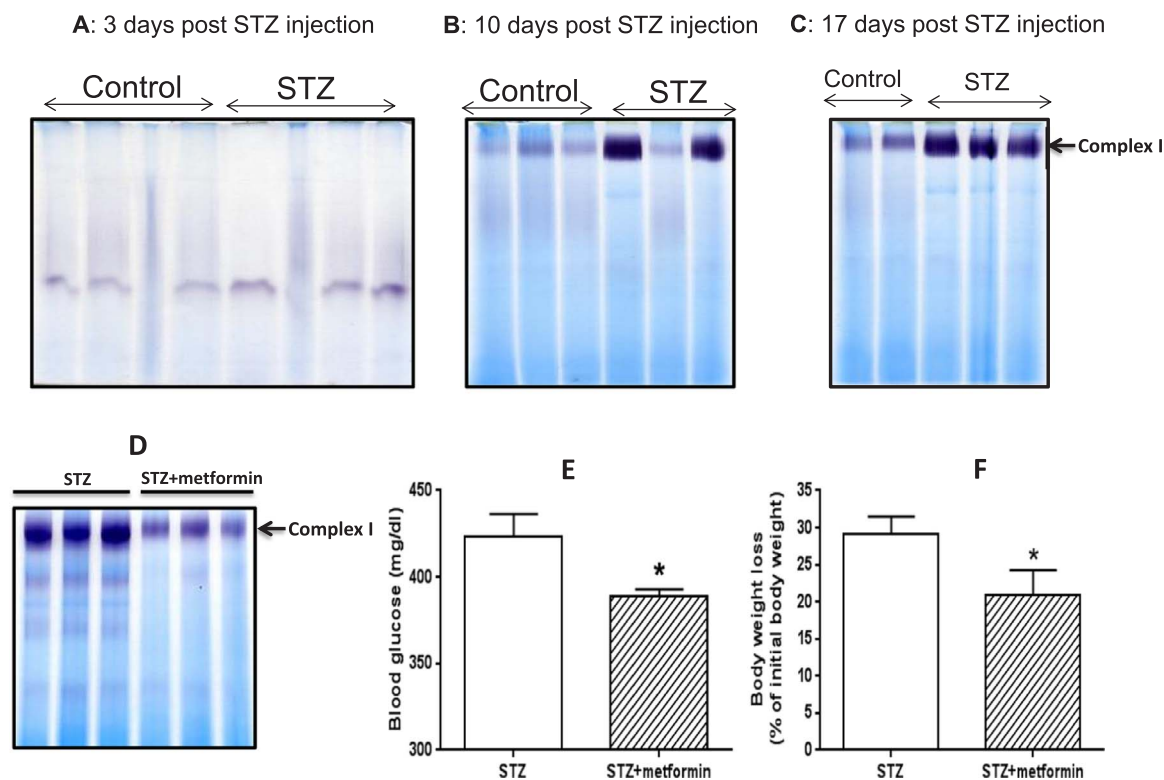 A: 3 days post STZ injection
Control
STZ
B: 10 days post STZ injection
Control
STZ
C: 17 days post STZ injection
Control
STZ
Complex I
D
STZ
STZ+metformin
Complex I
E
Blood glucose (mg/dl)
450
400
350
300
*
STZ
STZ+metformin
F
Body weight loss
(% of initial body weight)
35
30
25
20
15
10
5
0
*
STZ
STZ+metformin